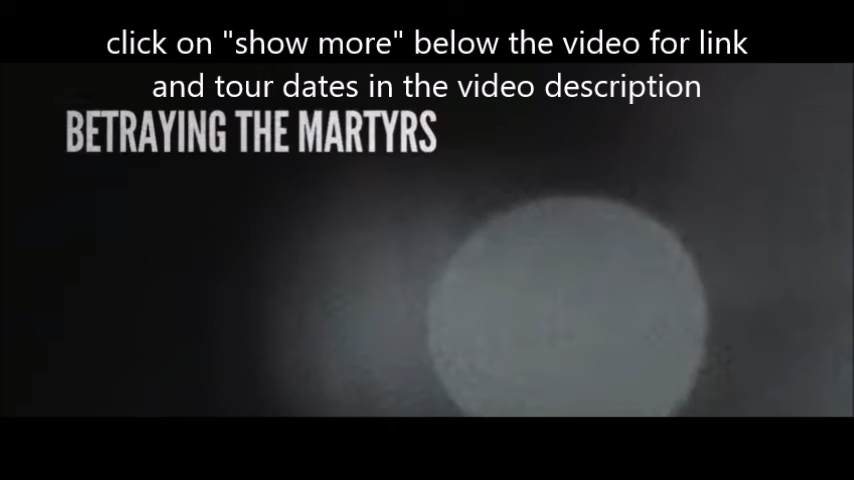 click on "show more" below the video for link
and tour dates in the video description
BETRAYING THE MARTYRS